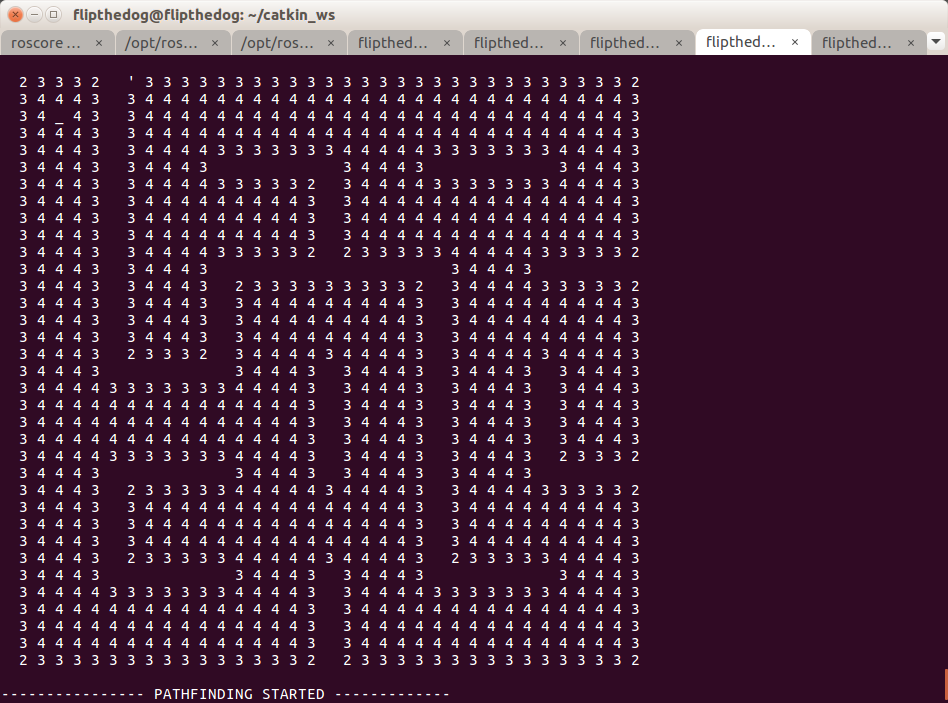 flipthedog@flipthedog: ~/catkin_ws
roscore ... × /opt/ros... × /opt/ros... × flipthed... × flipthed... × flipthed... × flipthed... × flipthed... ×
2 3 3 3 2   ' 3 3 3 3 3 3 3 3 3 3 3 3 3 3 3 3 3 3 3 3 3 3 3 3 3 3 3 2
3 4 4 4 3   3 4 4 4 4 4 4 4 4 4 4 4 4 4 4 4 4 4 4 4 4 4 4 4 4 4 4 4 3
3 4 _ 4 3   3 4 4 4 4 4 4 4 4 4 4 4 4 4 4 4 4 4 4 4 4 4 4 4 4 4 4 4 3
3 4 4 4 3   3 4 4 4 4 4 4 4 4 4 4 4 4 4 4 4 4 4 4 4 4 4 4 4 4 4 4 4 3
3 4 4 4 3   3 4 4 4 4 3 3 3 3 3 3 3 4 4 4 4 4 3 3 3 3 3 3 3 4 4 4 4 3
3 4 4 4 3   3 4 4 4 3               3 4 4 4 3               3 4 4 4 3
3 4 4 4 3   3 4 4 4 4 3 3 3 3 3 2   3 4 4 4 4 3 3 3 3 3 3 3 4 4 4 4 3
3 4 4 4 3   3 4 4 4 4 4 4 4 4 4 3   3 4 4 4 4 4 4 4 4 4 4 4 4 4 4 4 3
3 4 4 4 3   3 4 4 4 4 4 4 4 4 4 3   3 4 4 4 4 4 4 4 4 4 4 4 4 4 4 4 3
3 4 4 4 3   3 4 4 4 4 4 4 4 4 4 3   3 4 4 4 4 4 4 4 4 4 4 4 4 4 4 4 3
3 4 4 4 3   3 4 4 4 4 3 3 3 3 3 2   2 3 3 3 3 3 4 4 4 4 4 3 3 3 3 3 2
3 4 4 4 3   3 4 4 4 3                           3 4 4 4 3
3 4 4 4 3   3 4 4 4 3   2 3 3 3 3 3 3 3 3 3 2   3 4 4 4 4 3 3 3 3 3 2
3 4 4 4 3   3 4 4 4 3   3 4 4 4 4 4 4 4 4 4 3   3 4 4 4 4 4 4 4 4 4 3
3 4 4 4 3   3 4 4 4 3   3 4 4 4 4 4 4 4 4 4 3   3 4 4 4 4 4 4 4 4 4 3
3 4 4 4 3   3 4 4 4 3   3 4 4 4 4 4 4 4 4 4 3   3 4 4 4 4 4 4 4 4 4 3
3 4 4 4 3   2 3 3 3 2   3 4 4 4 4 3 4 4 4 4 3   3 4 4 4 4 3 4 4 4 4 3
3 4 4 4 3               3 4 4 4 3   3 4 4 4 3   3 4 4 4 3   3 4 4 4 3
3 4 4 4 4 3 3 3 3 3 3 3 4 4 4 4 3   3 4 4 4 3   3 4 4 4 3   3 4 4 4 3
3 4 4 4 4 4 4 4 4 4 4 4 4 4 4 4 3   3 4 4 4 3   3 4 4 4 3   3 4 4 4 3
3 4 4 4 4 4 4 4 4 4 4 4 4 4 4 4 3   3 4 4 4 3   3 4 4 4 3   3 4 4 4 3
3 4 4 4 4 4 4 4 4 4 4 4 4 4 4 4 3   3 4 4 4 3   3 4 4 4 3   3 4 4 4 3
3 4 4 4 4 3 3 3 3 3 3 3 4 4 4 4 3   3 4 4 4 3   3 4 4 4 3   2 3 3 3 2
3 4 4 4 3               3 4 4 4 3   3 4 4 4 3   3 4 4 4 3
3 4 4 4 3   2 3 3 3 3 3 4 4 4 4 4 3 4 4 4 4 3   3 4 4 4 4 3 3 3 3 3 2
3 4 4 4 3   3 4 4 4 4 4 4 4 4 4 4 4 4 4 4 4 3   3 4 4 4 4 4 4 4 4 4 3
3 4 4 4 3   3 4 4 4 4 4 4 4 4 4 4 4 4 4 4 4 3   3 4 4 4 4 4 4 4 4 4 3
3 4 4 4 3   3 4 4 4 4 4 4 4 4 4 4 4 4 4 4 4 3   3 4 4 4 4 4 4 4 4 4 3
3 4 4 4 3   2 3 3 3 3 3 4 4 4 4 4 3 4 4 4 4 3   2 3 3 3 3 3 4 4 4 4 3
3 4 4 4 3               3 4 4 4 3   3 4 4 4 3               3 4 4 4 3
3 4 4 4 4 3 3 3 3 3 3 3 4 4 4 4 3   3 4 4 4 4 3 3 3 3 3 3 3 4 4 4 4 3
3 4 4 4 4 4 4 4 4 4 4 4 4 4 4 4 3   3 4 4 4 4 4 4 4 4 4 4 4 4 4 4 4 3
3 4 4 4 4 4 4 4 4 4 4 4 4 4 4 4 3   3 4 4 4 4 4 4 4 4 4 4 4 4 4 4 4 3
3 4 4 4 4 4 4 4 4 4 4 4 4 4 4 4 3   3 4 4 4 4 4 4 4 4 4 4 4 4 4 4 4 3
2 3 3 3 3 3 3 3 3 3 3 3 3 3 3 3 2   2 3 3 3 3 3 3 3 3 3 3 3 3 3 3 3 2
---------------- PATHFINDING STARTED -------------